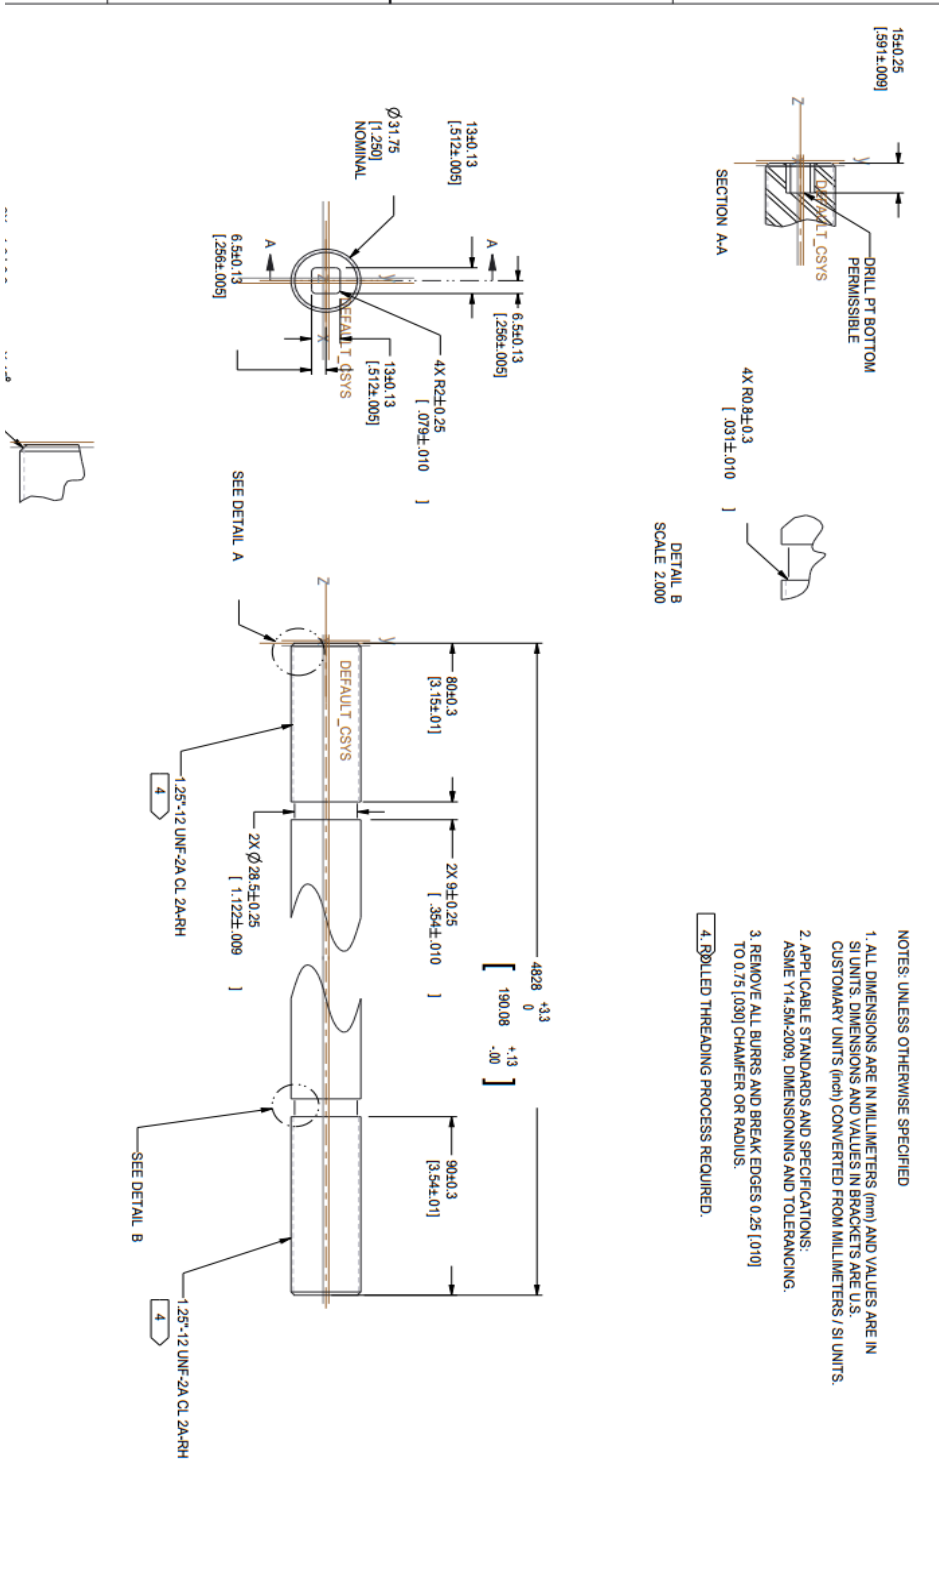 15±0.25
[.591±.009]
Z
y
DEFAULT_CSYS
SECTION A-A
DRILL PT BOTTOM
PERMISSIBLE
13±0.13
[.512±.005]
Ø31.75
[1.250]
NOMINAL
A
A
6.5±0.13
[.256±.005]
6.5±0.13
[.256±.005]
y
Z
X
DEFAULT_CSYS
13±0.13
[.512±.005]
4X R2±0.25
[ .079±.010 ]
4X R0.8±0.3
[ .031±.010 ]
DETAIL B
SCALE 2.000
SEE DETAIL A
Z
y
DEFAULT_CSYS
80±0.3
[3.15±.01]
2X 9±0.25
[ .354±.010 ]
4828 +3.3 0
[ 190.08 +.13 -.00 ]
90±0.3
[3.54±.01]
2X Ø28.5±0.25
[ 1.122±.009 ]
1.25"-12 UNF-2A CL 2A-RH
4
SEE DETAIL B
1.25"-12 UNF-2A CL 2A-RH
4
NOTES: UNLESS OTHERWISE SPECIFIED
1. ALL DIMENSIONS ARE IN MILLIMETERS (mm) AND VALUES ARE IN
SI UNITS. DIMENSIONS AND VALUES IN BRACKETS ARE U.S.
CUSTOMARY UNITS (inch) CONVERTED FROM MILLIMETERS / SI UNITS.
2. APPLICABLE STANDARDS AND SPECIFICATIONS:
ASME Y14.5M-2009, DIMENSIONING AND TOLERANCING.
3. REMOVE ALL BURRS AND BREAK EDGES 0.25 [.010]
TO 0.75 [.030] CHAMFER OR RADIUS.
4. ROLLED THREADING PROCESS REQUIRED.